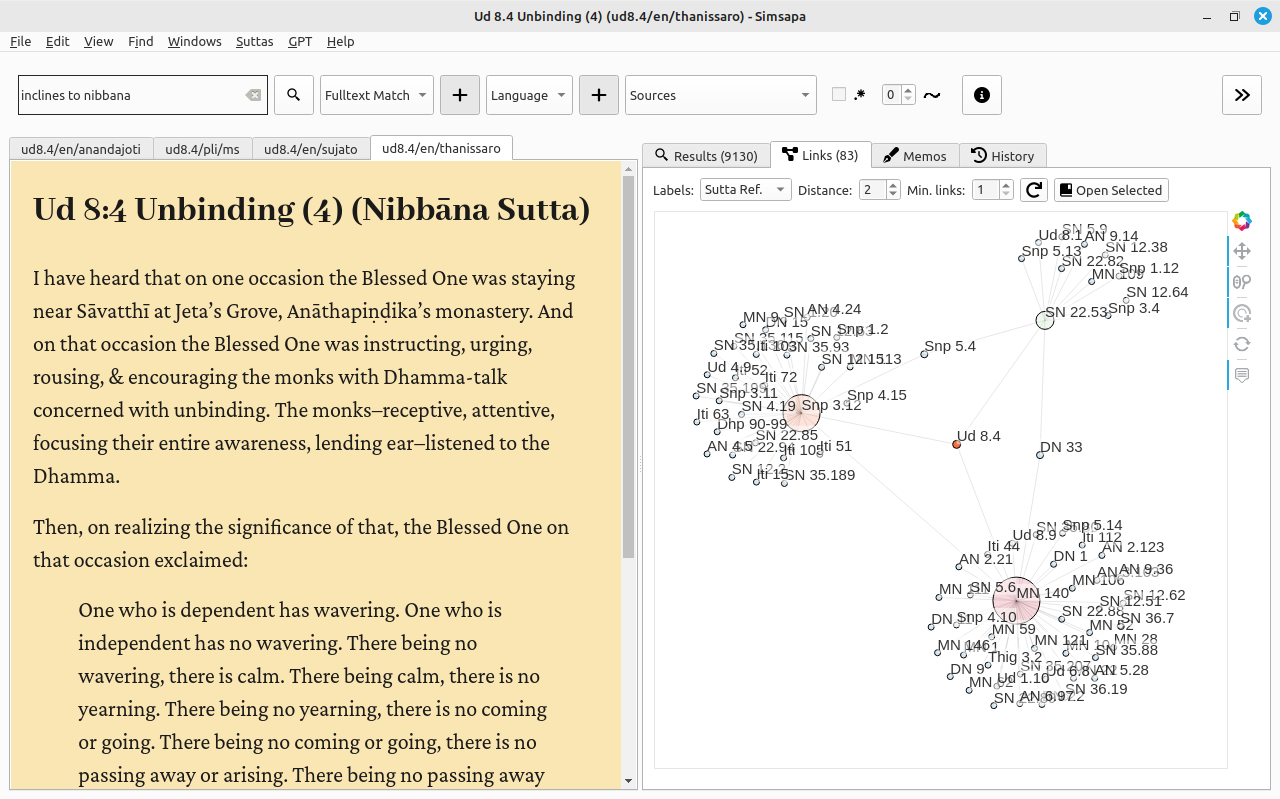 Ud 8.4 Unbinding (4) (ud8.4/en/thanissaro) - Simsapa
File Edit View Find Windows Suttas GPT Help
inclines to nibbana Fulltext Match Language Sources .* 0
ud8.4/en/anandajoti ud8.4/pli/ms ud8.4/en/sujato ud8.4/en/thanissaro
Ud 8:4 Unbinding (4) (Nibbāna Sutta)
I have heard that on one occasion the Blessed One was staying
near Sāvatthī at Jeta’s Grove, Anāthapiṇḍika’s monastery. And
on that occasion the Blessed One was instructing, urging,
rousing, & encouraging the monks with Dhamma-talk
concerned with unbinding. The monks–receptive, attentive,
focusing their entire awareness, lending ear–listened to the
Dhamma.
Then, on realizing the significance of that, the Blessed One on
that occasion exclaimed:
One who is dependent has wavering. One who is
independent has no wavering. There being no
wavering, there is calm. There being calm, there is no
yearning. There being no yearning, there is no coming
or going. There being no coming or going, there is no
passing away or arising. There being no passing away
Results (9130) Links (83) Memos History
Labels: Sutta Ref. Distance: 2 Min. links: 1 Open Selected
SN 5.9
Ud 8.1 AN 9.14
Snp 5.13 SN 12.38
SN 22.82
MN 109 Snp 1.12
SN 12.64
SN 22.53 Snp 3.4
AN 4.24
MN 9 DN 15
Snp 1.2
SN 35.115
Iti 103 SN 35.93
Snp 5.4
SN 12.15
Ud 4.9 Iti 72
Snp 3.11 Snp 4.15
SN 4.19 Snp 3.12
Iti 63
Dhp 90-99
SN 22.85
AN 4.5 Iti 51
Iti 15 SN 35.189
Ud 8.4
DN 33
Snp 5.14
Ud 8.9 Iti 112
Iti 44 AN 2.123
AN 2.21 DN 1
AN 9.36
MN 106
SN 5.6 MN 140 SN 12.62
SN 12.51
SN 22.88 SN 36.7
Snp 4.10 MN 52
MN 59 MN 28
MN 121
MN 146 SN 35.88
Thig 3.2
DN 9 SN 35.207 Ud 6.8 AN 5.28
Ud 1.10 SN 36.19